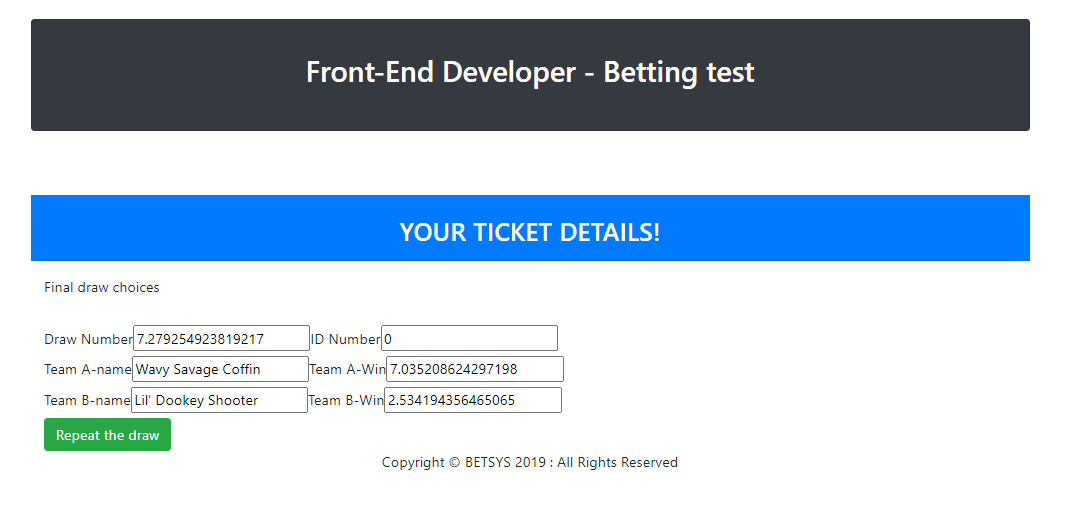 Front-End Developer - Betting test
YOUR TICKET DETAILS!
Final draw choices
Draw Number 7.279254923819217 ID Number 0
Team A-name Wavy Savage Coffin Team A-Win 7.035208624297198
Team B-name Lil' Dookey Shooter Team B-Win 2.534194356465065
Repeat the draw
Copyright © BETSYS 2019 : All Rights Reserved